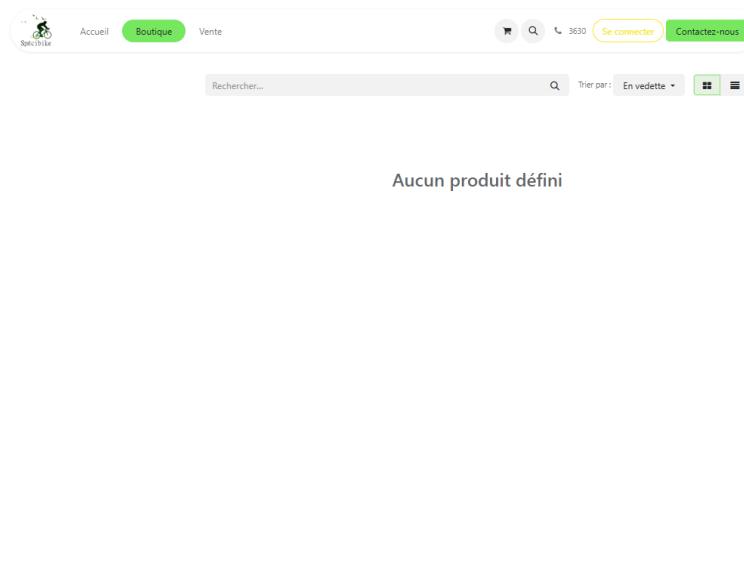 Spécibike
Accueil
Boutique
Vente
3630
Se connecter
Contactez-nous
Rechercher...
Trier par :
En vedette
Aucun produit défini